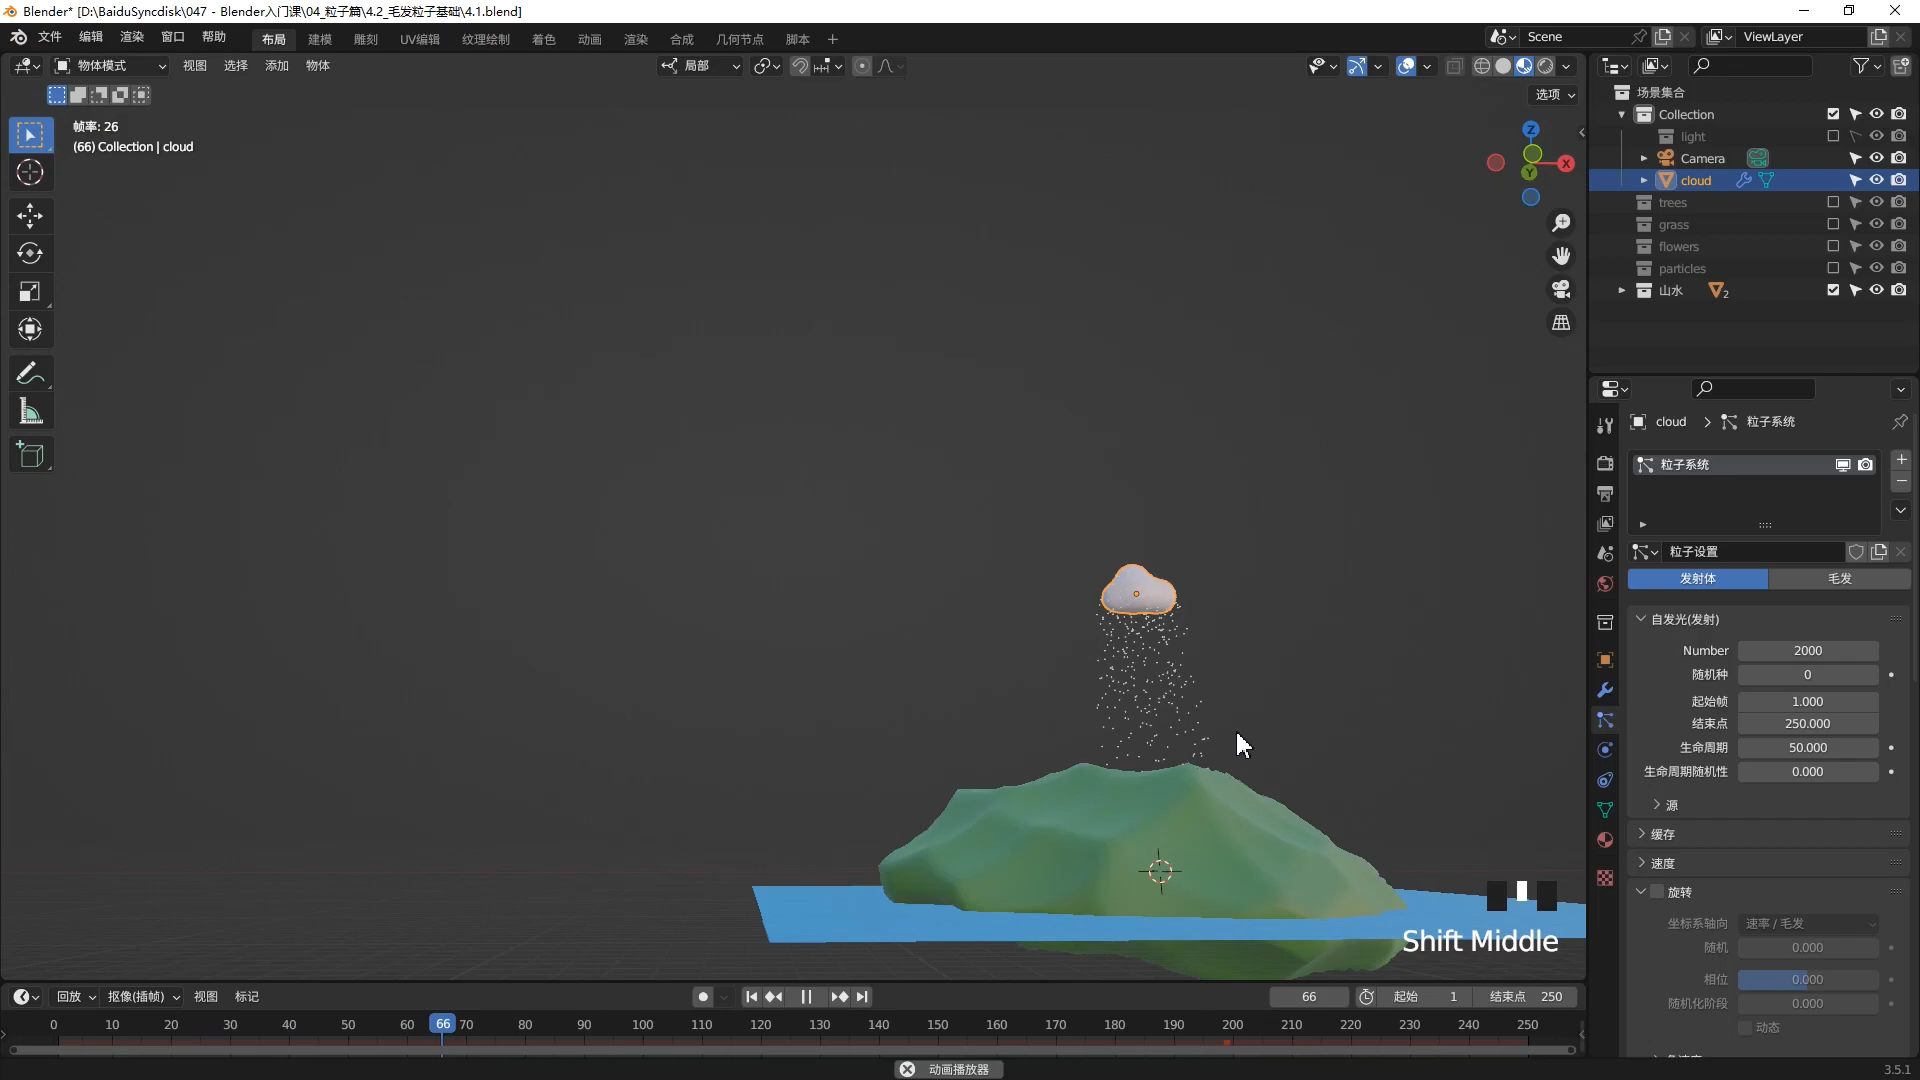 Blender* [D:\BaiduSyncdisk\047 - Blender入门课\04_粒子篇\4.2_毛发粒子基础\4.1.blend]
文件 编辑 渲染 窗口 帮助 布局 建模 雕刻 UV编辑 纹理绘制 着色 动画 渲染 合成 几何节点 脚本 + Scene ViewLayer
物体模式 视图 选择 添加 物体 局部
选项
帧率: 26
(66) Collection | cloud
Z
X
Y
场景集合
Collection
light
Camera
cloud
trees
grass
flowers
particles
山水 2
cloud > 粒子系统
粒子系统
粒子设置
发射体 毛发
自发光(发射)
Number 2000
随机种 0
起始帧 1.000
结束点 250.000
生命周期 50.000
生命周期随机性 0.000
源
缓存
速度
旋转
坐标系轴向 速率 / 毛发
随机 0.000
相位 0.000
随机化阶段 0.000
动态
Shift Middle
回放 抠像(插帧) 视图 标记 66 起始 1 结束点 250
0 10 20 30 40 50 60 66 70 80 90 100 110 120 130 140 150 160 170 180 190 200 210 220 230 240 250
动画播放器
3.5.1